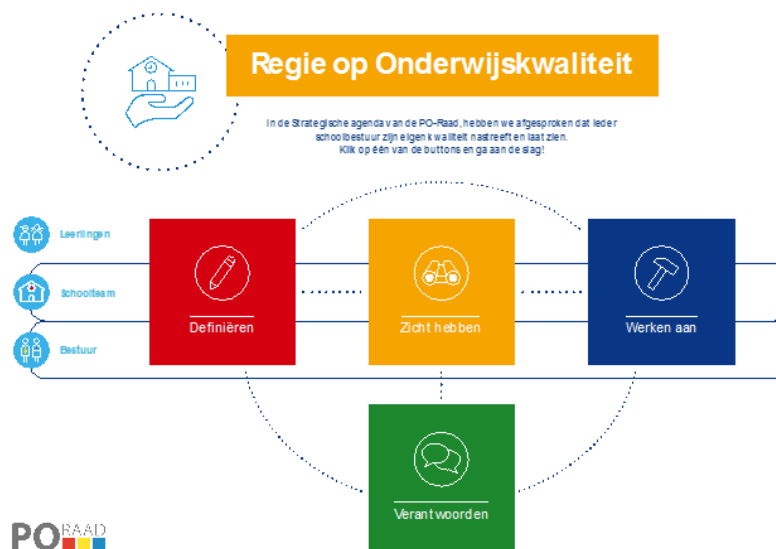 Regie op Onderwijskwaliteit
In de Strategische agenda van de PO-Raad, hebben we afgesproken dat ieder
schoolbestuur zijn eigen kwaliteit nastreeft en laat zien.
Klik op één van de buttons en ga aan de slag!
Leerlingen
Schoolteam
Bestuur
Definiëren
Zicht hebben
Werken aan
Verantwoorden
PO RAAD